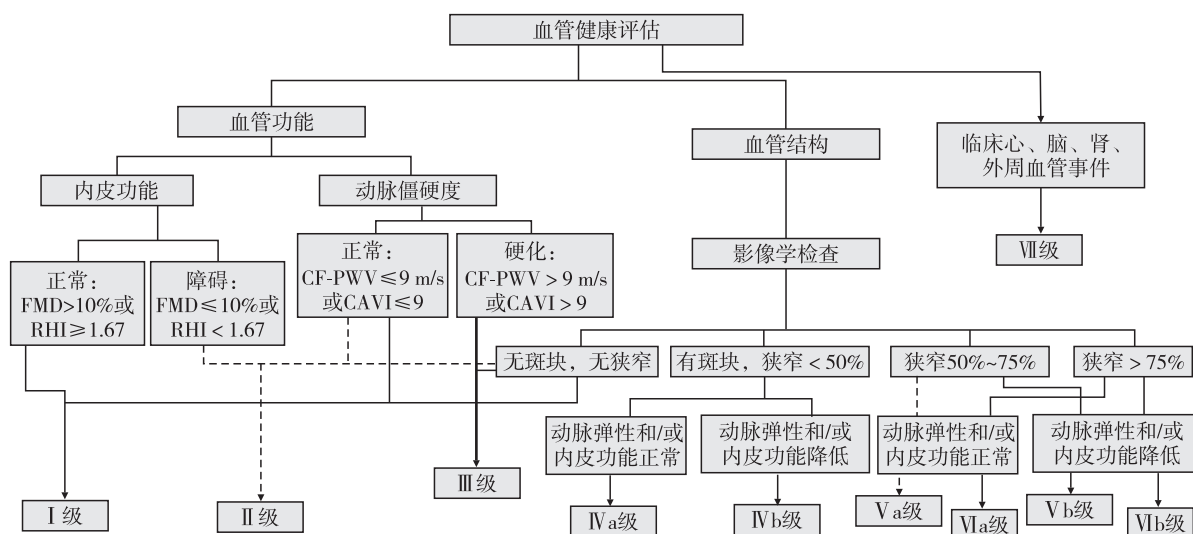 血管健康评估
血管功能
血管结构
临床心、脑、肾、
外周血管事件
内皮功能
动脉僵硬度
Ⅶ级
正常：
FMD>10%或
RHI≥1.67
障碍：
FMD≤10%或
RHI<1.67
正常：
CF-PWV≤9 m/s
或CAVI≤9
硬化：
CF-PWV>9 m/s
或CAVI>9
影像学检查
无斑块，无狭窄
有斑块，狭窄<50%
狭窄50%~75%
狭窄>75%
动脉弹性和/或
内皮功能正常
动脉弹性和/或
内皮功能降低
动脉弹性和/或
内皮功能正常
动脉弹性和/或
内皮功能降低
Ⅰ级
Ⅱ级
Ⅲ级
Ⅳa级
Ⅳb级
Ⅴa级
Ⅵa级
Ⅴb级
Ⅵb级